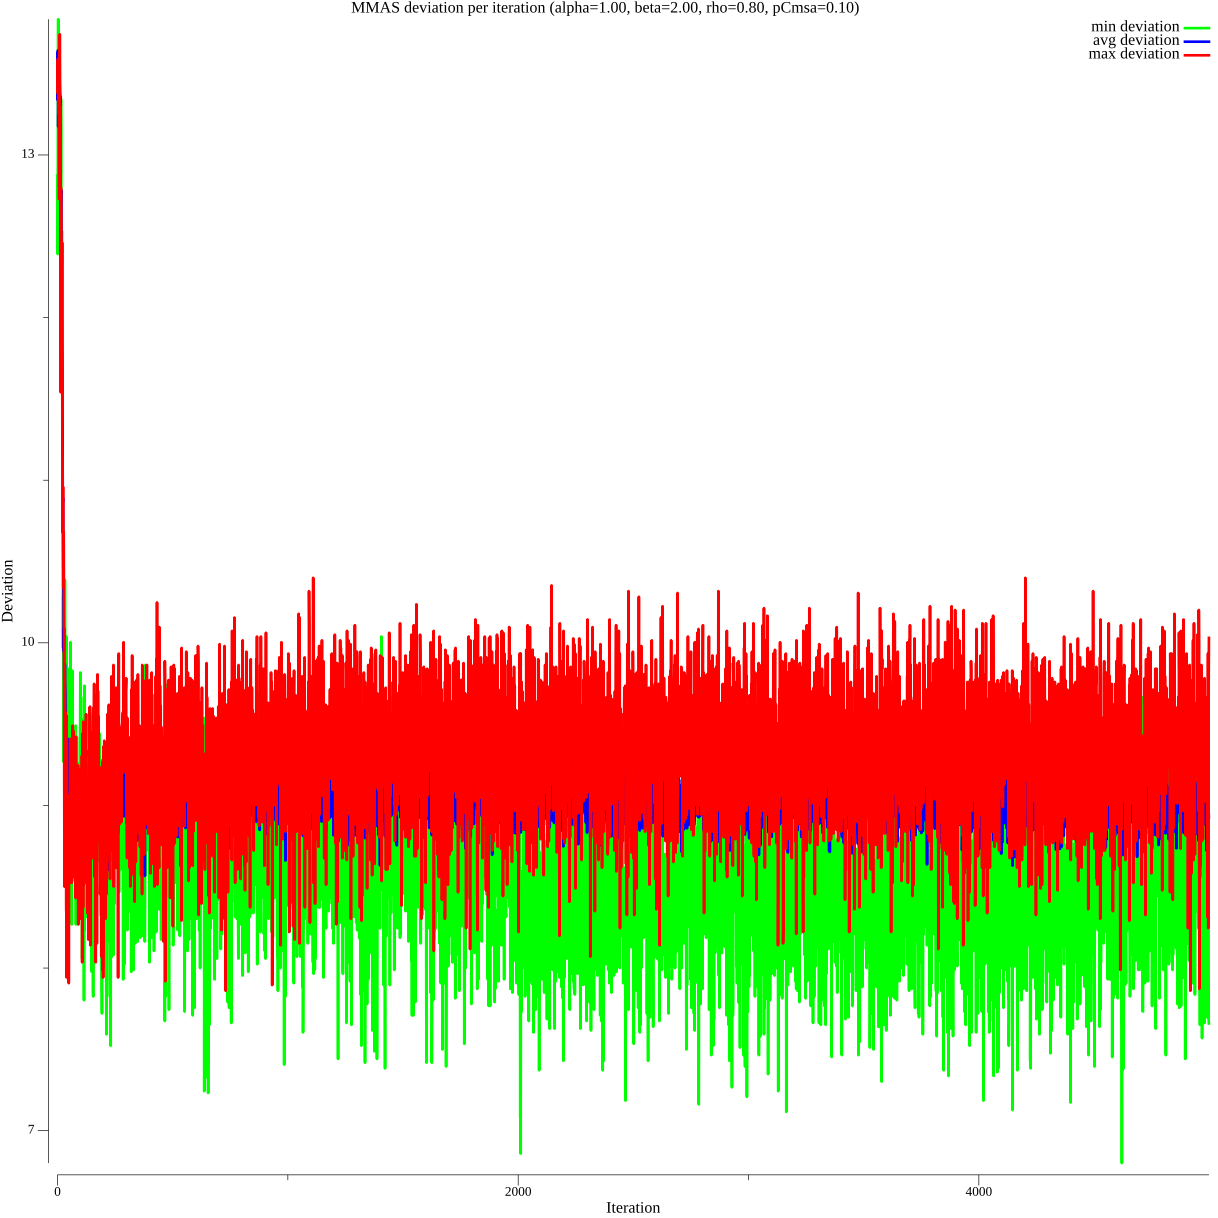 MMAS deviation per iteration (alpha=1.00, beta=2.00, rho=0.80, pCmsa=0.10)
min deviation
avg deviation
max deviation
13
10
7
Deviation
0
2000
4000
Iteration